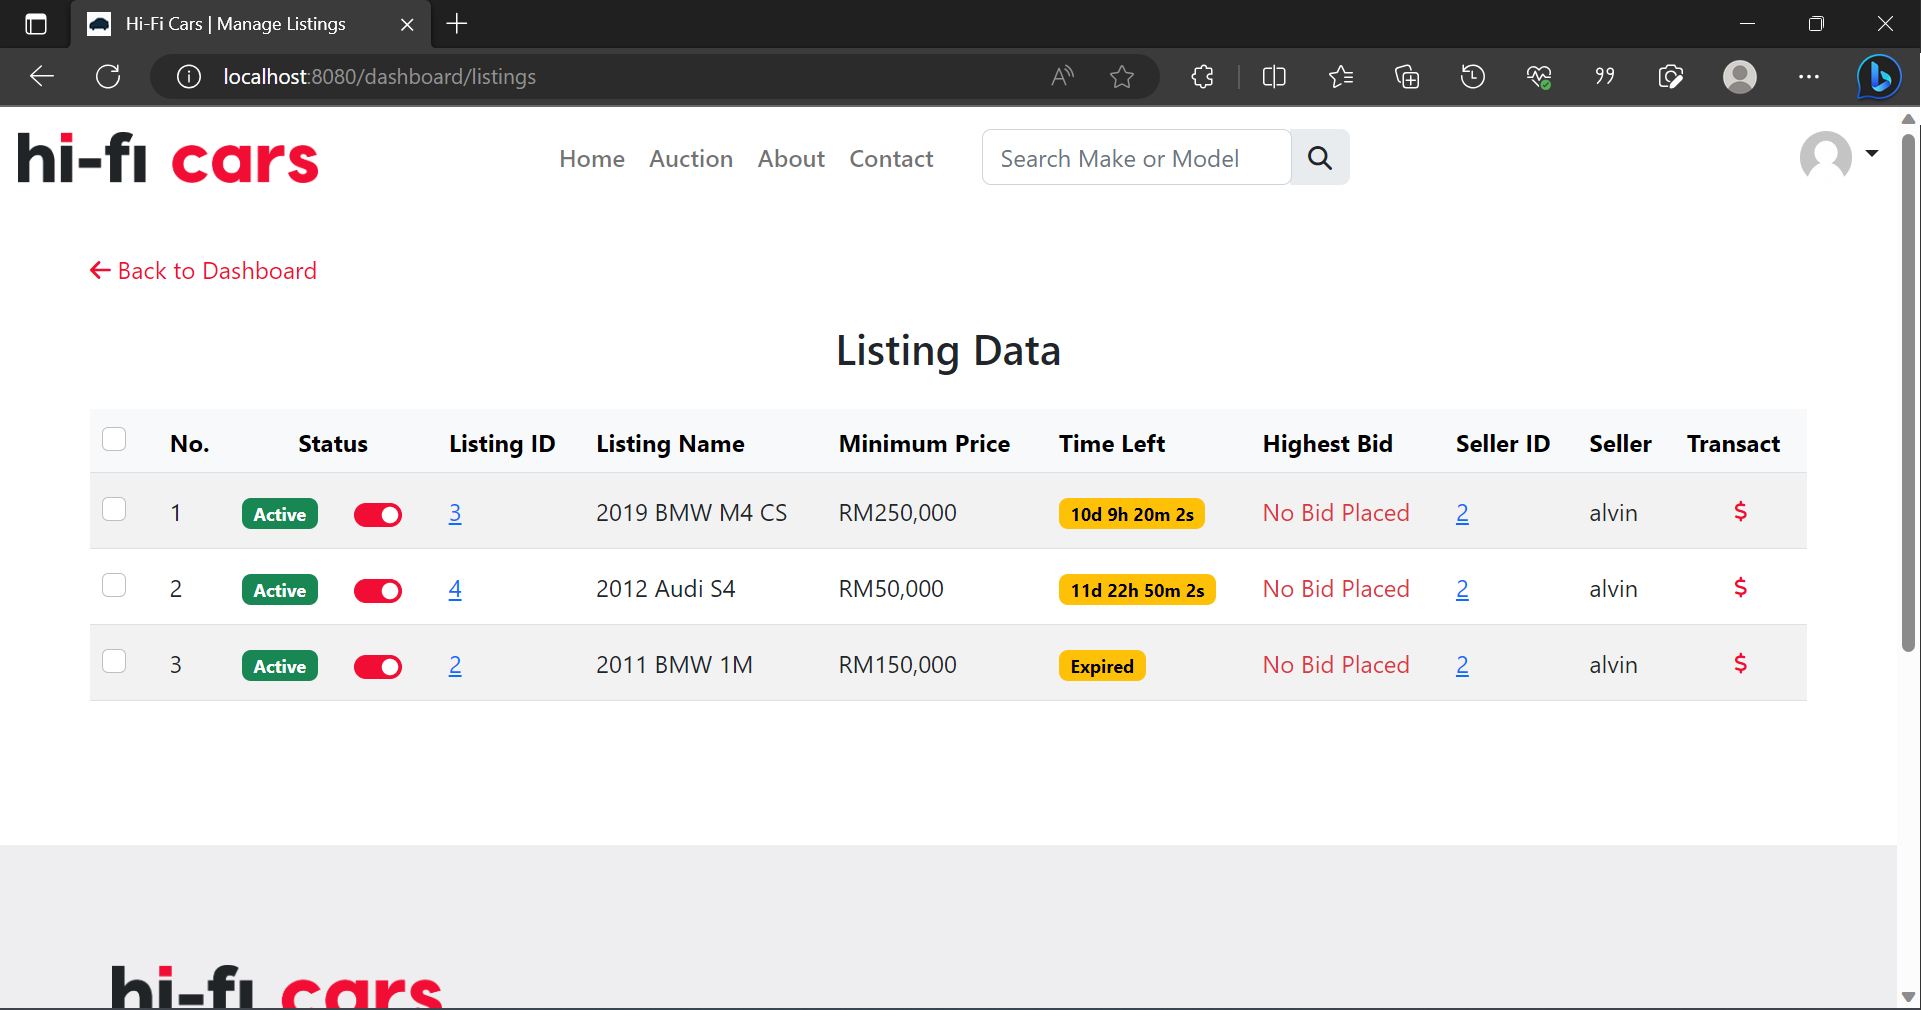 Hi-Fi Cars | Manage Listings
localhost:8080/dashboard/listings
hi-fi cars
Home Auction About Contact Search Make or Model
Back to Dashboard
Listing Data
No. Status Listing ID Listing Name Minimum Price Time Left Highest Bid Seller ID Seller Transact
1 Active 3 2019 BMW M4 CS RM250,000 10d 9h 20m 2s No Bid Placed 2 alvin $
2 Active 4 2012 Audi S4 RM50,000 11d 22h 50m 2s No Bid Placed 2 alvin $
3 Active 2 2011 BMW 1M RM150,000 Expired No Bid Placed 2 alvin $
hi-fi cars